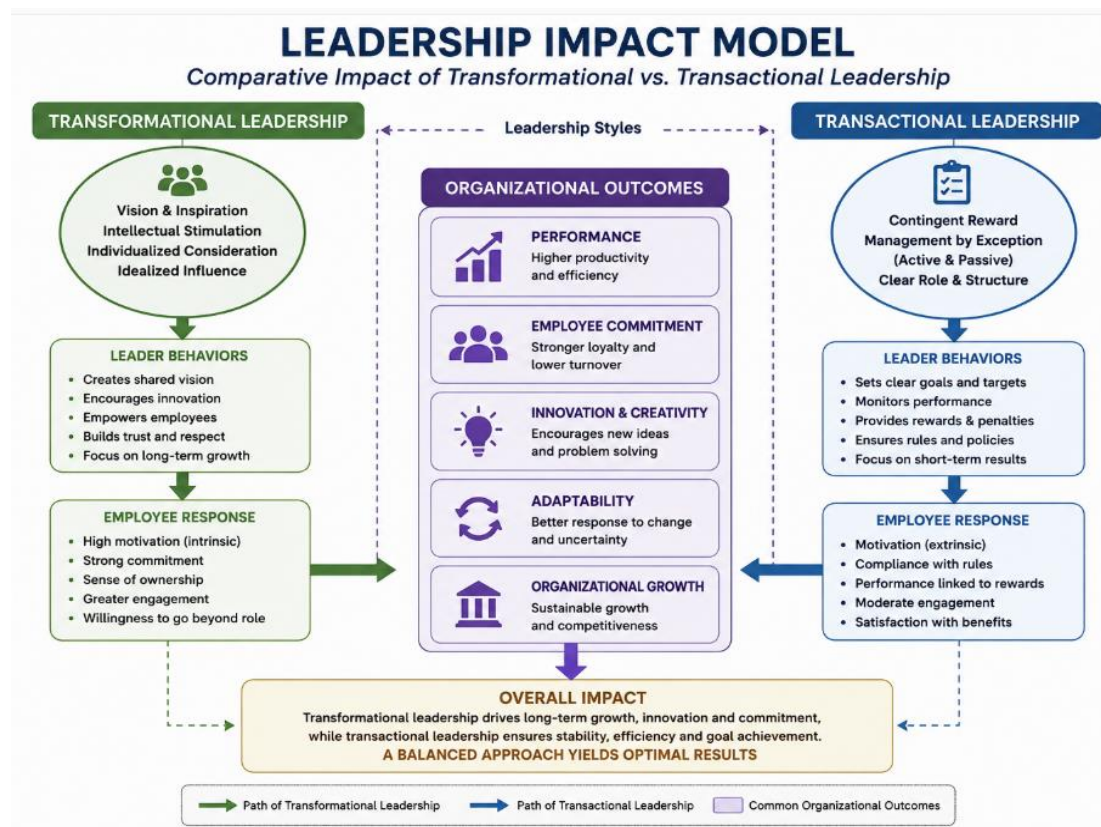 LEADERSHIP IMPACT MODEL
Comparative Impact of Transformational vs. Transactional Leadership
TRANSFORMATIONAL LEADERSHIP
Vision & Inspiration
Intellectual Stimulation
Individualized Consideration
Idealized Influence
LEADER BEHAVIORS
• Creates shared vision
• Encourages innovation
• Empowers employees
• Builds trust and respect
• Focus on long-term growth
EMPLOYEE RESPONSE
• High motivation (intrinsic)
• Strong commitment
• Sense of ownership
• Greater engagement
• Willingness to go beyond role
Leadership Styles
ORGANIZATIONAL OUTCOMES
PERFORMANCE
Higher productivity
and efficiency
EMPLOYEE COMMITMENT
Stronger loyalty and
lower turnover
INNOVATION & CREATIVITY
Encourages new ideas
and problem solving
ADAPTABILITY
Better response to change
and uncertainty
ORGANIZATIONAL GROWTH
Sustainable growth
and competitiveness
TRANSACTIONAL LEADERSHIP
Contingent Reward
Management by Exception
(Active & Passive)
Clear Role & Structure
LEADER BEHAVIORS
• Sets clear goals and targets
• Monitors performance
• Provides rewards & penalties
• Ensures rules and policies
• Focus on short-term results
EMPLOYEE RESPONSE
• Motivation (extrinsic)
• Compliance with rules
• Performance linked to rewards
• Moderate engagement
• Satisfaction with benefits
OVERALL IMPACT
Transformational leadership drives long-term growth, innovation and commitment,
while transactional leadership ensures stability, efficiency and goal achievement.
A BALANCED APPROACH YIELDS OPTIMAL RESULTS
Path of Transformational Leadership
Path of Transactional Leadership
Common Organizational Outcomes